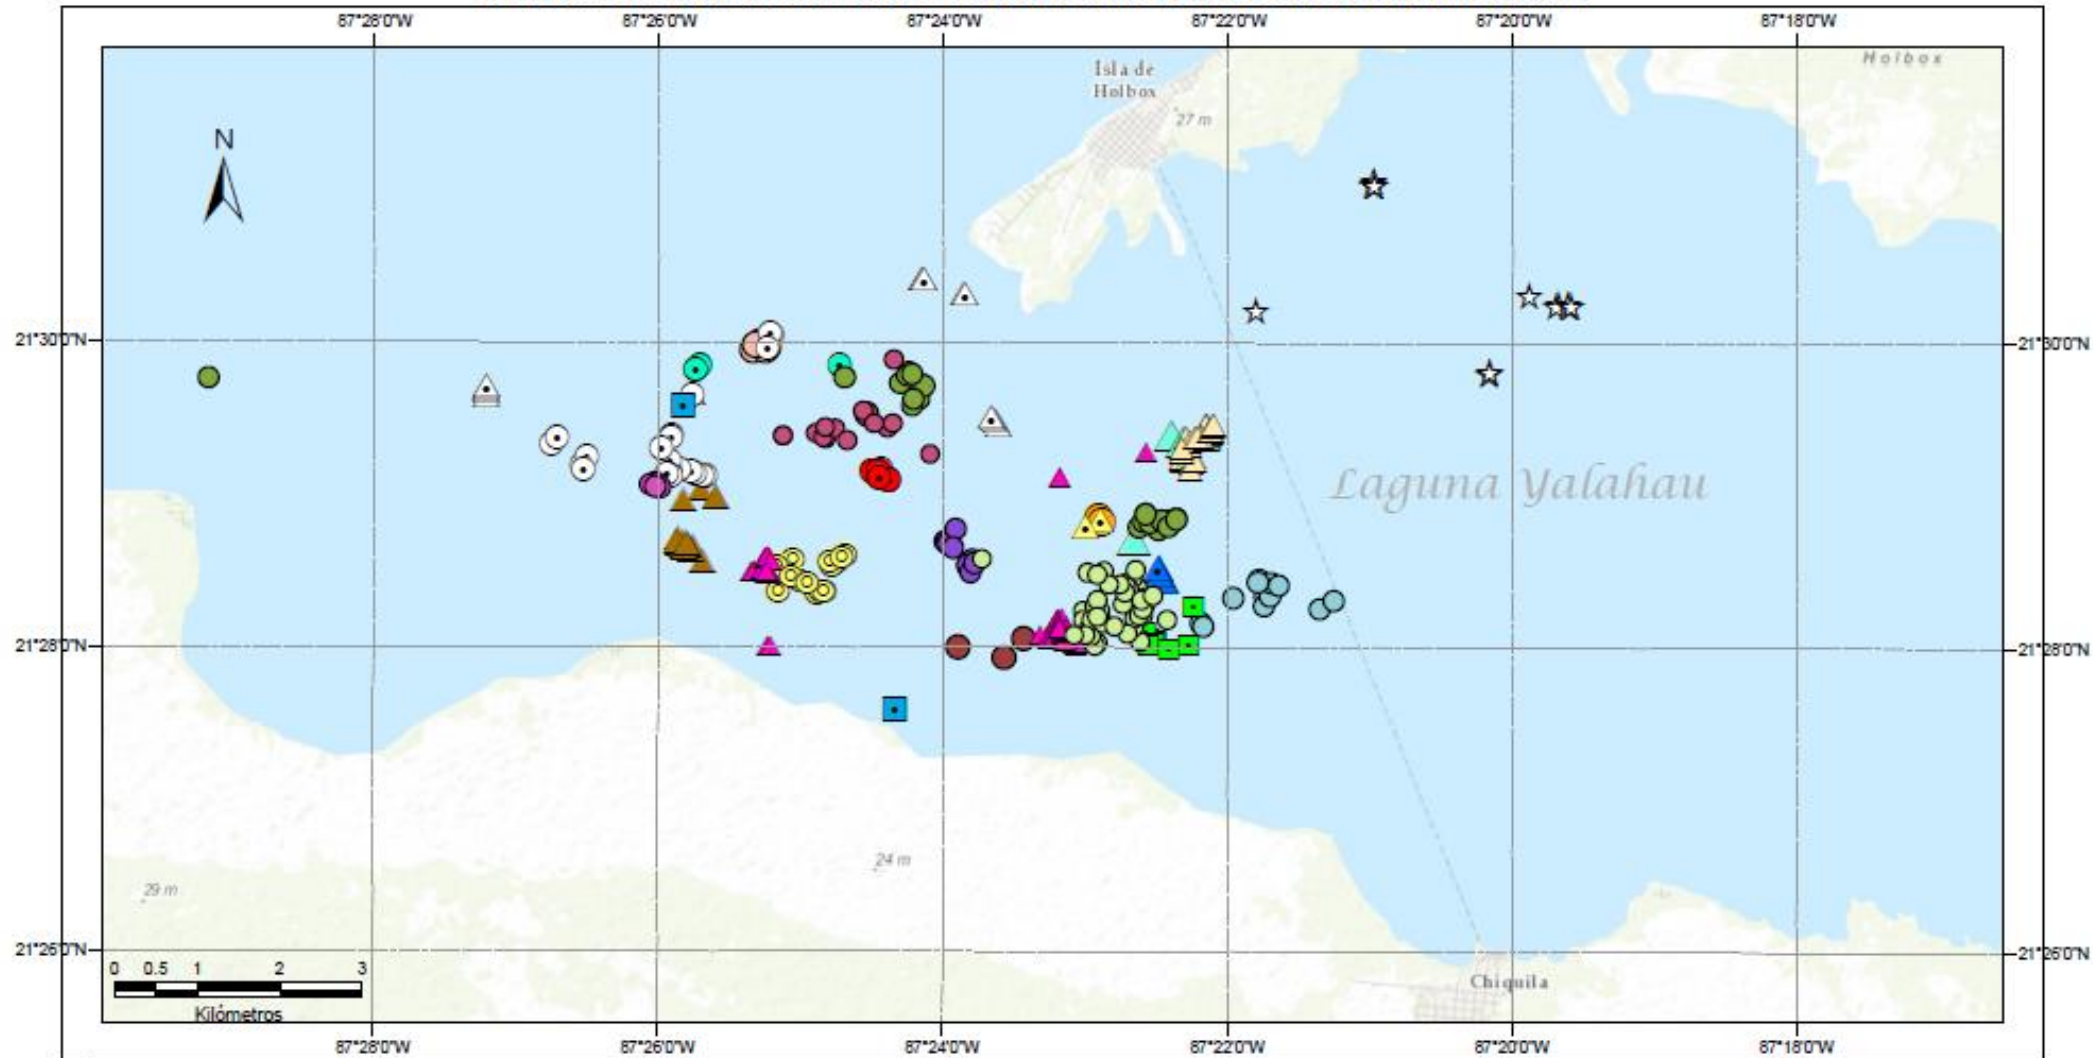 87°28'0"W 87°26'0"W 87°24'0"W 87°22'0"W 87°20'0"W 87°18'0"W
Holbox
Isla de
Holbox
27 m
N
21°30'0"N 21°30'0"N
Laguna Yalahau
21°28'0"N 21°28'0"N
24 m
29 m
21°26'0"N 21°26'0"N
0 0.5 1 2 3
Kilómetros
Chiquila
87°28'0"W 87°26'0"W 87°24'0"W 87°22'0"W 87°20'0"W 87°18'0"W